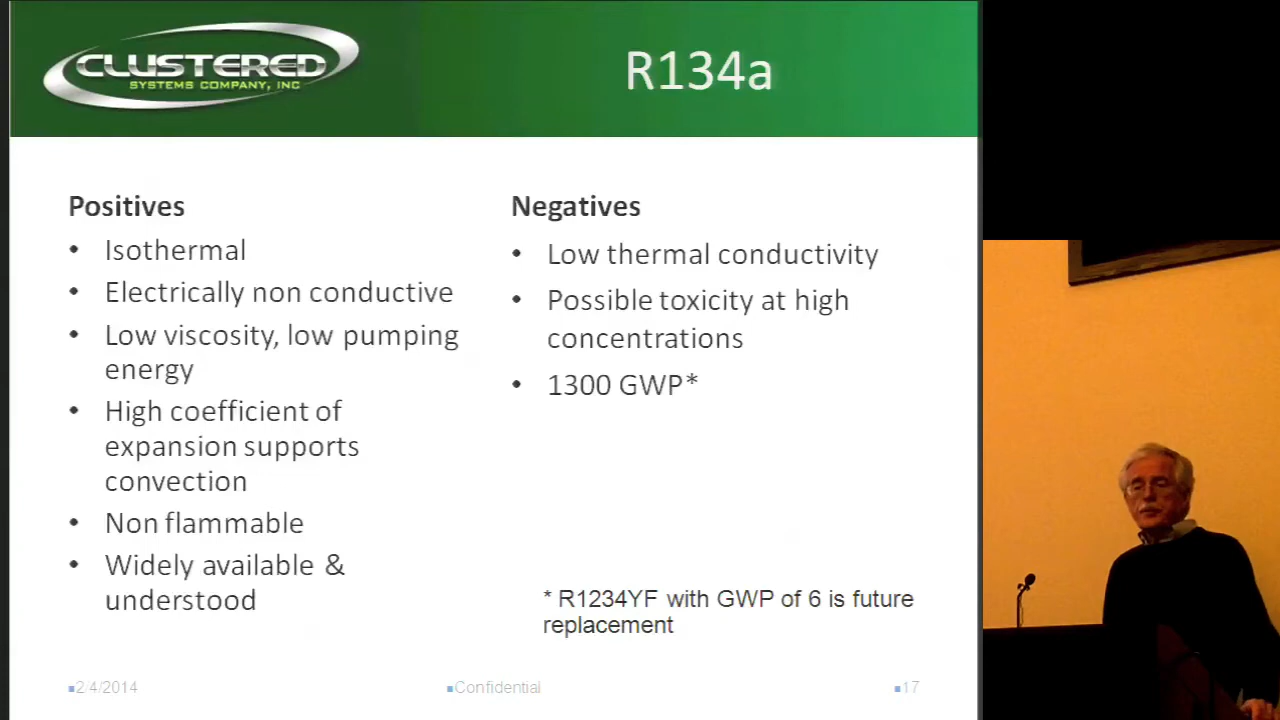 CLUSTERED
SYSTEMS COMPANY, INC
R134a
Positives
• Isothermal
• Electrically non conductive
• Low viscosity, low pumping
energy
• High coefficient of
expansion supports
convection
• Non flammable
• Widely available &
understood
Negatives
• Low thermal conductivity
• Possible toxicity at high
concentrations
• 1300 GWP*
* R1234YF with GWP of 6 is future
replacement
2/4/2014
Confidential
17